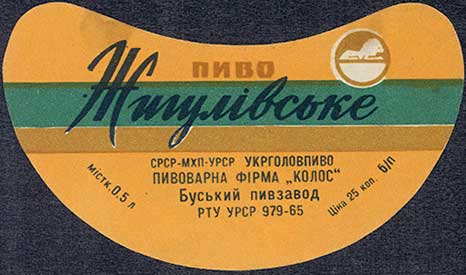 ПИВО
Жигулівське
СРСР-МХП-УРСР УКРГОЛОВПИВО
ПИВОВАРНА ФІРМА „КОЛОС"
Буський пивзавод
РТУ УРСР 979-65
МІСТК. 0,5 л
Ціна 25 коп. б/п